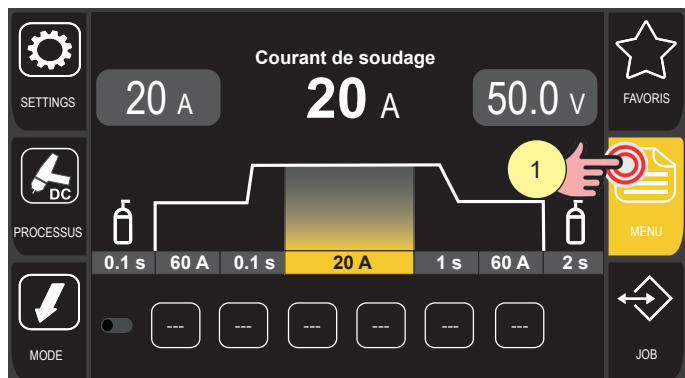 SETTINGS
DC
PROCESSUS
MODE
Courant de soudage
20 A
20 A
50.0 V
1
0.1 s 60 A 0.1 s 20 A 1 s 60 A 2 s
--- --- --- --- --- ---
FAVORIS
MENU
JOB